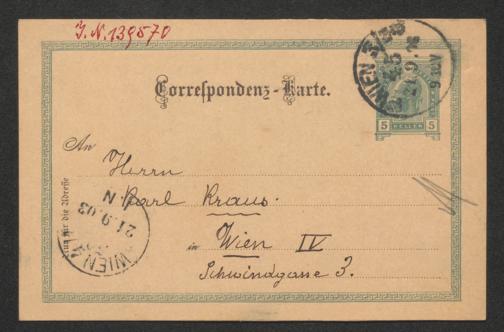 J.N. 139570
Correspondenz-Karte.
WIEN
5 HELLER 5
An
Herrn
Karl Kraus.
in Wien IV
Schwindgasse 3.
Nur für die Adresse
WIEN
21.9.03
N